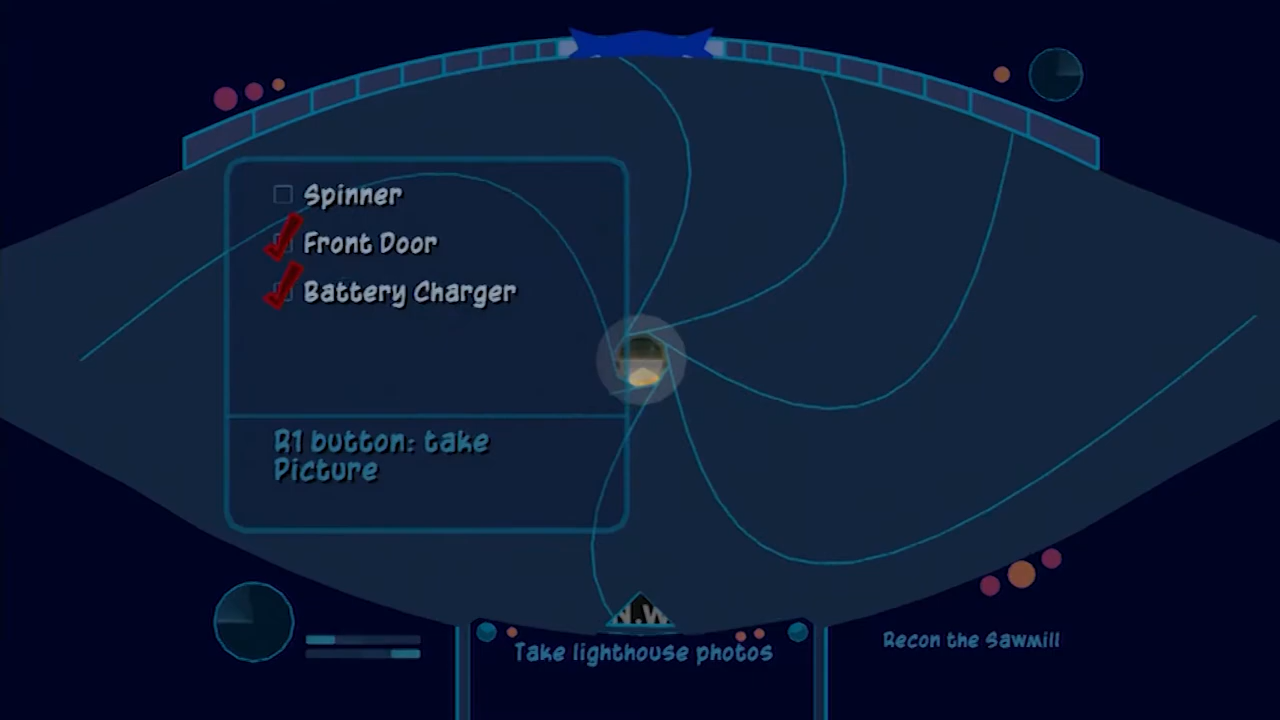 Spinner
Front Door
Battery Charger
R1 button: take
Picture
N.W
Take lighthouse photos
Recon the Sawmill